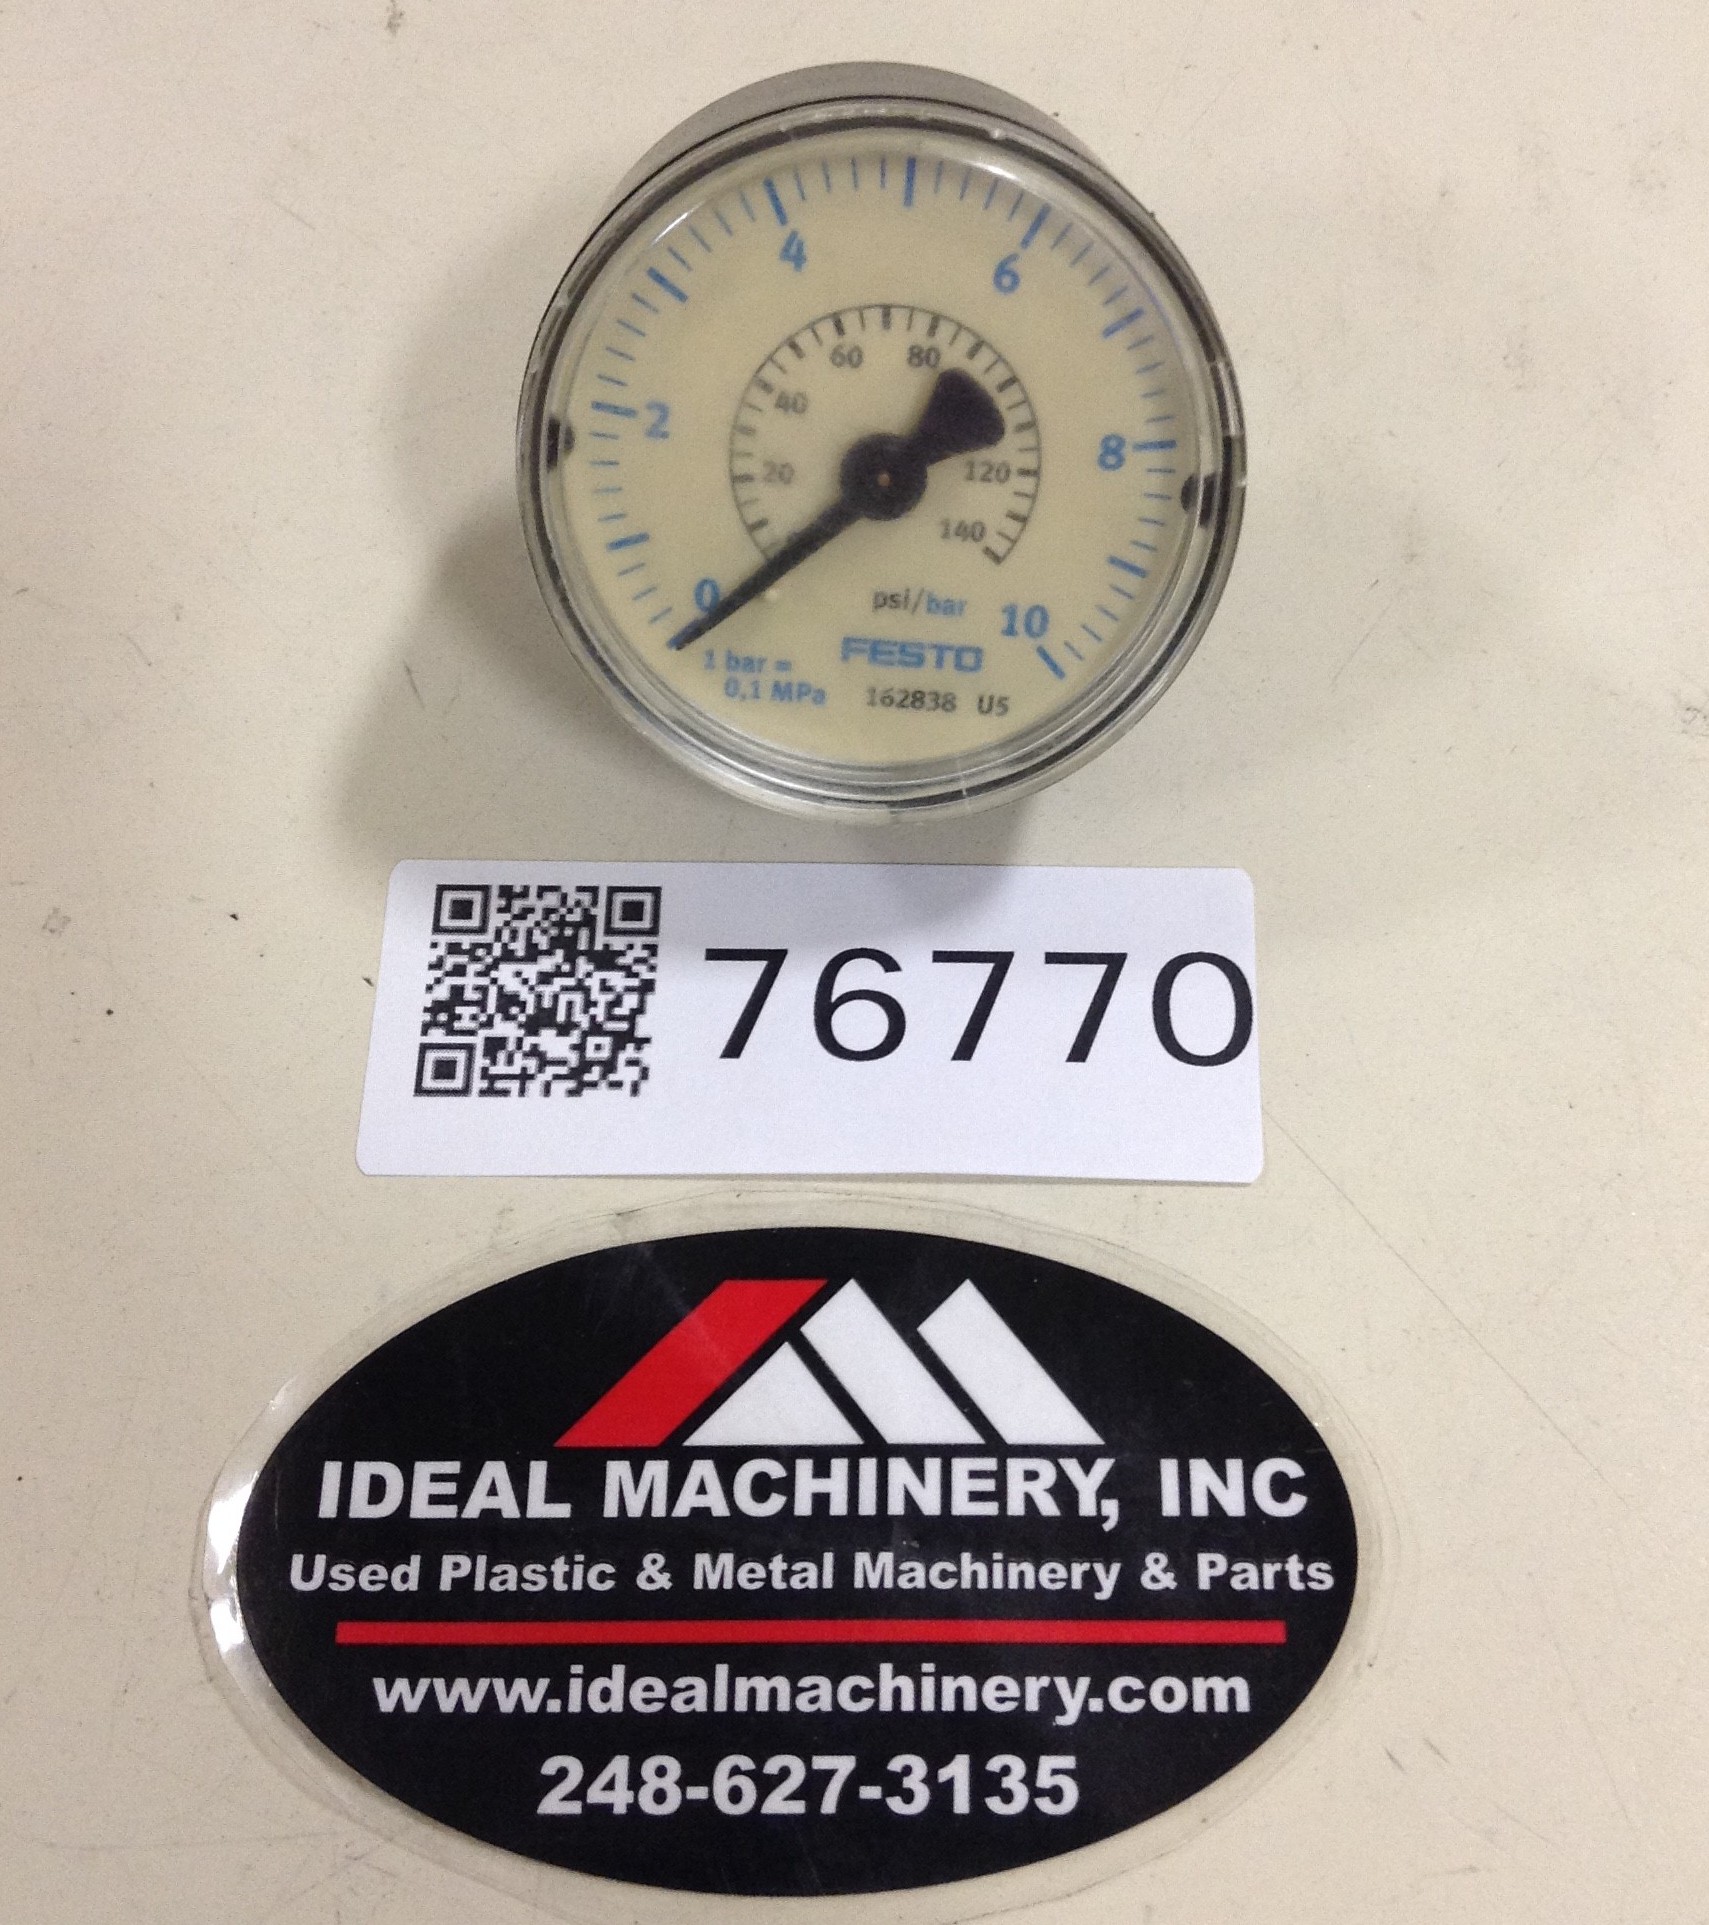 4
6
2
8
0
10
60
80
40
20
120
140
psi/bar
FESTO
1 bar =
0,1 MPa
162838 U5
76770
IDEAL MACHINERY, INC
Used Plastic & Metal Machinery & Parts
www.idealmachinery.com
248-627-3135